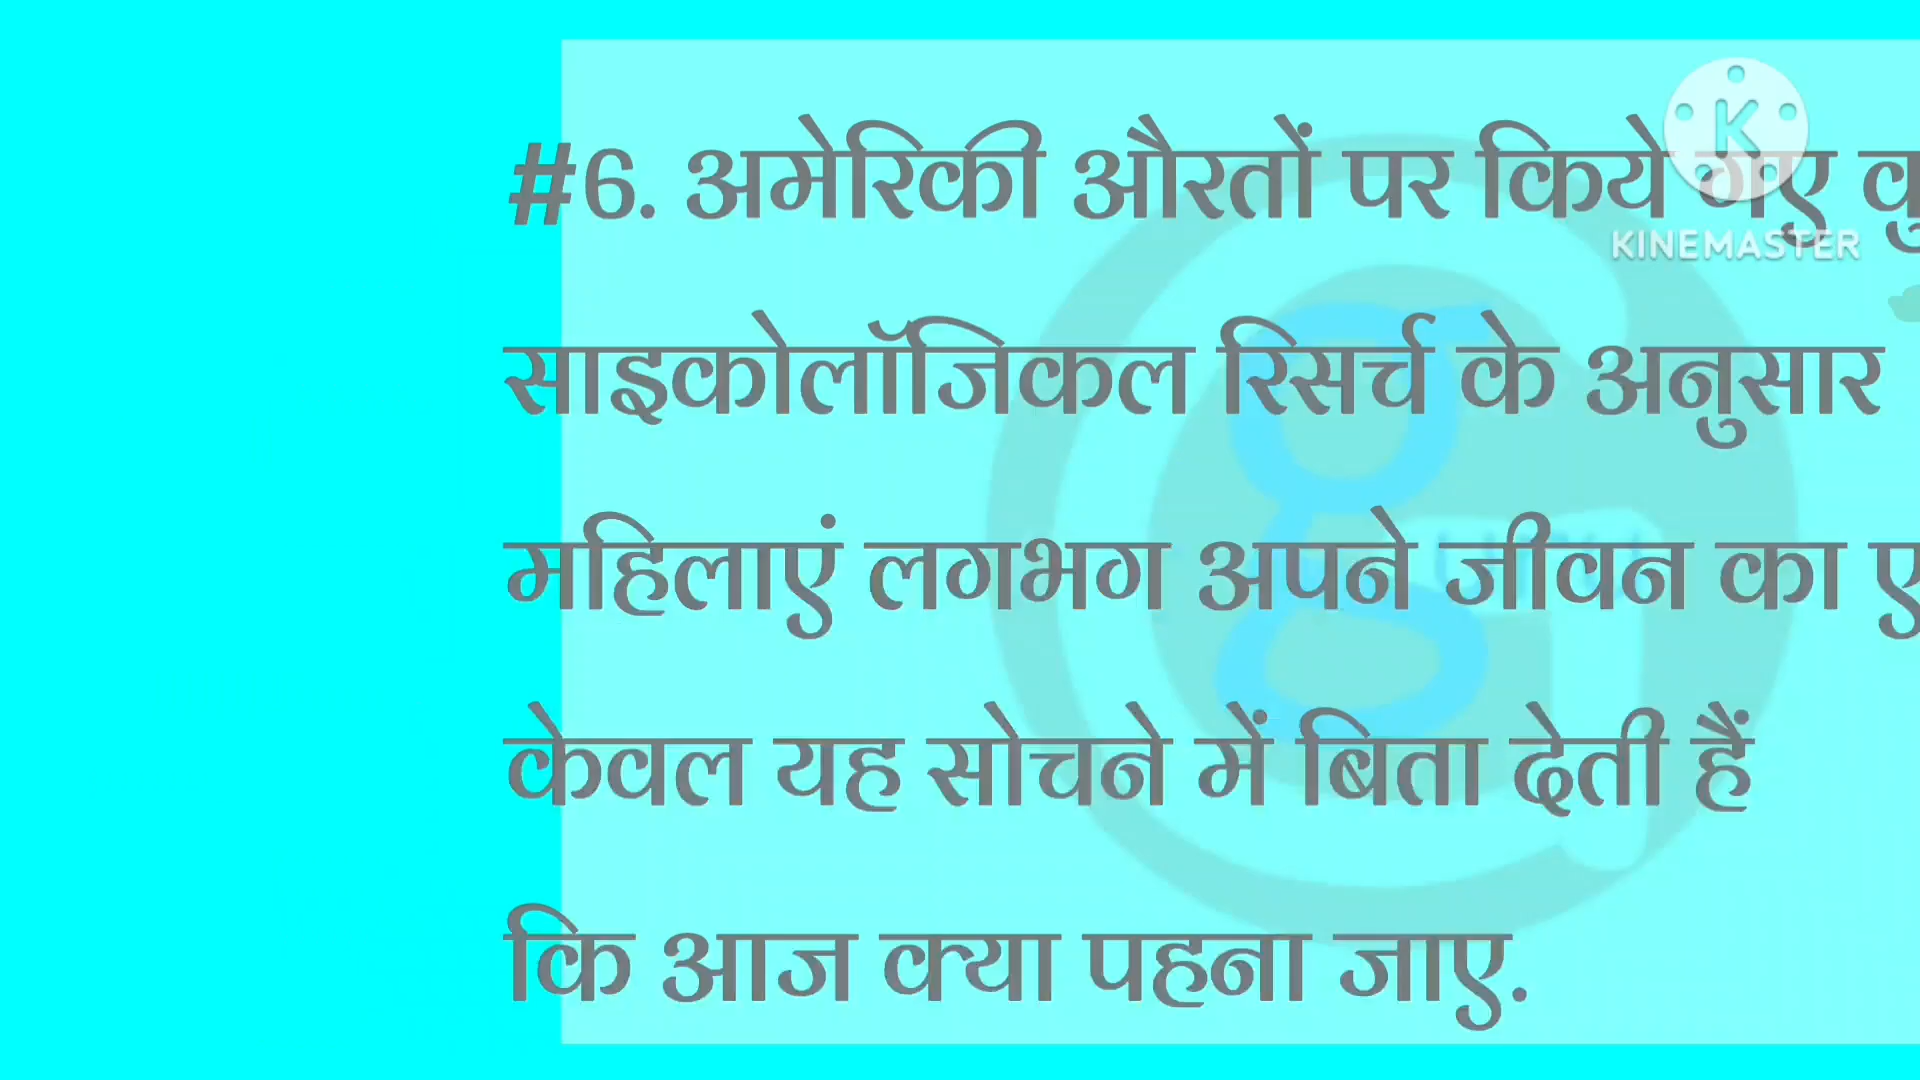 #6. अमेरिकी औरतों पर किये गए
साइकोलॉजिकल रिसर्च के अनुसार
महिलाएं लगभग अपने जीवन का
केवल यह सोचने में बिता देती हैं
कि आज क्या पहना जाए.
K
KINEMASTER